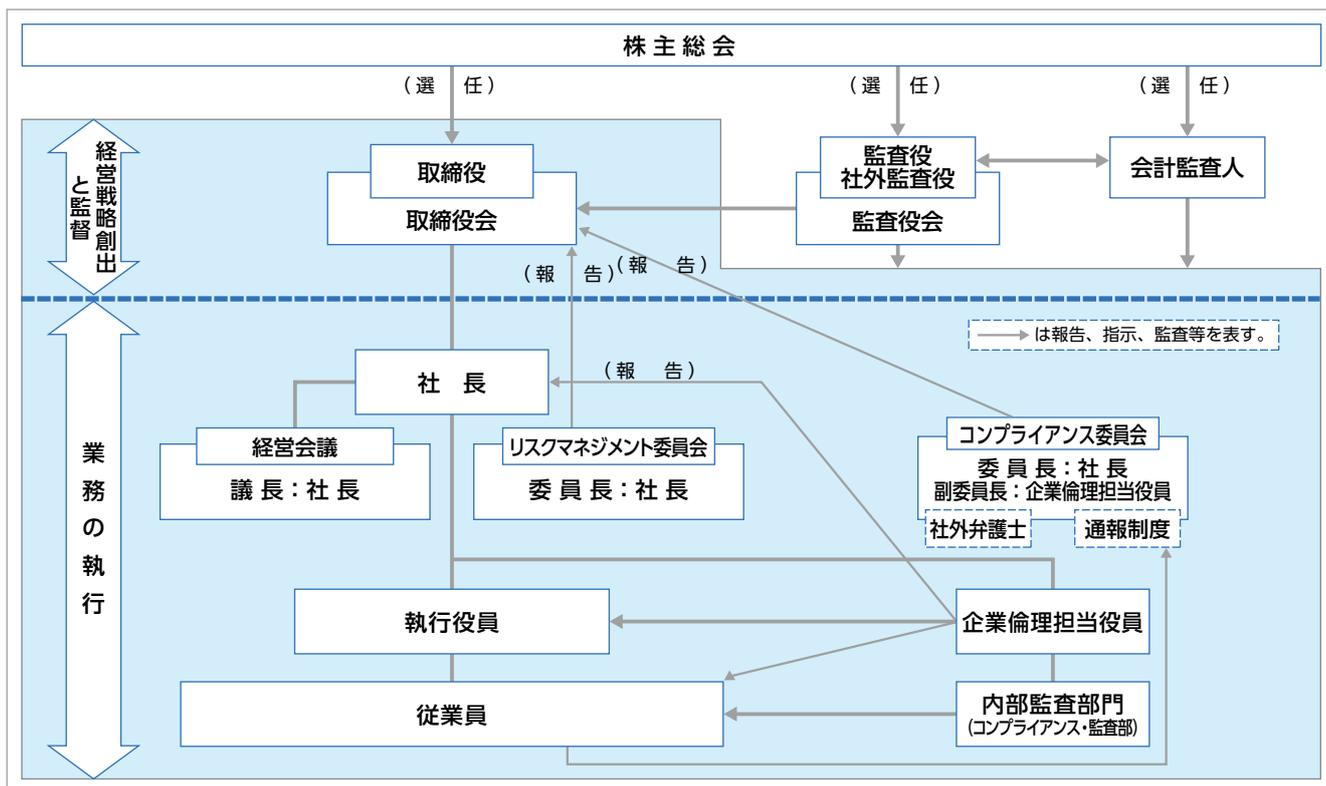 株主総会
(選 任)
(選 任)
(選 任)
経営戦略創出
と監督
取締役
取締役会
監査役
社外監査役
監査役会
会計監査人
(報 告)
(報 告)
は報告、指示、監査等を表す。
社 長
(報 告)
経営会議
議長:社長
リスクマネジメント委員会
委員長:社長
コンプライアンス委員会
委員長:社長
副委員長:企業倫理担当役員
社外弁護士
通報制度
業務の執行
執行役員
企業倫理担当役員
従業員
内部監査部門
(コンプライアンス・監査部)